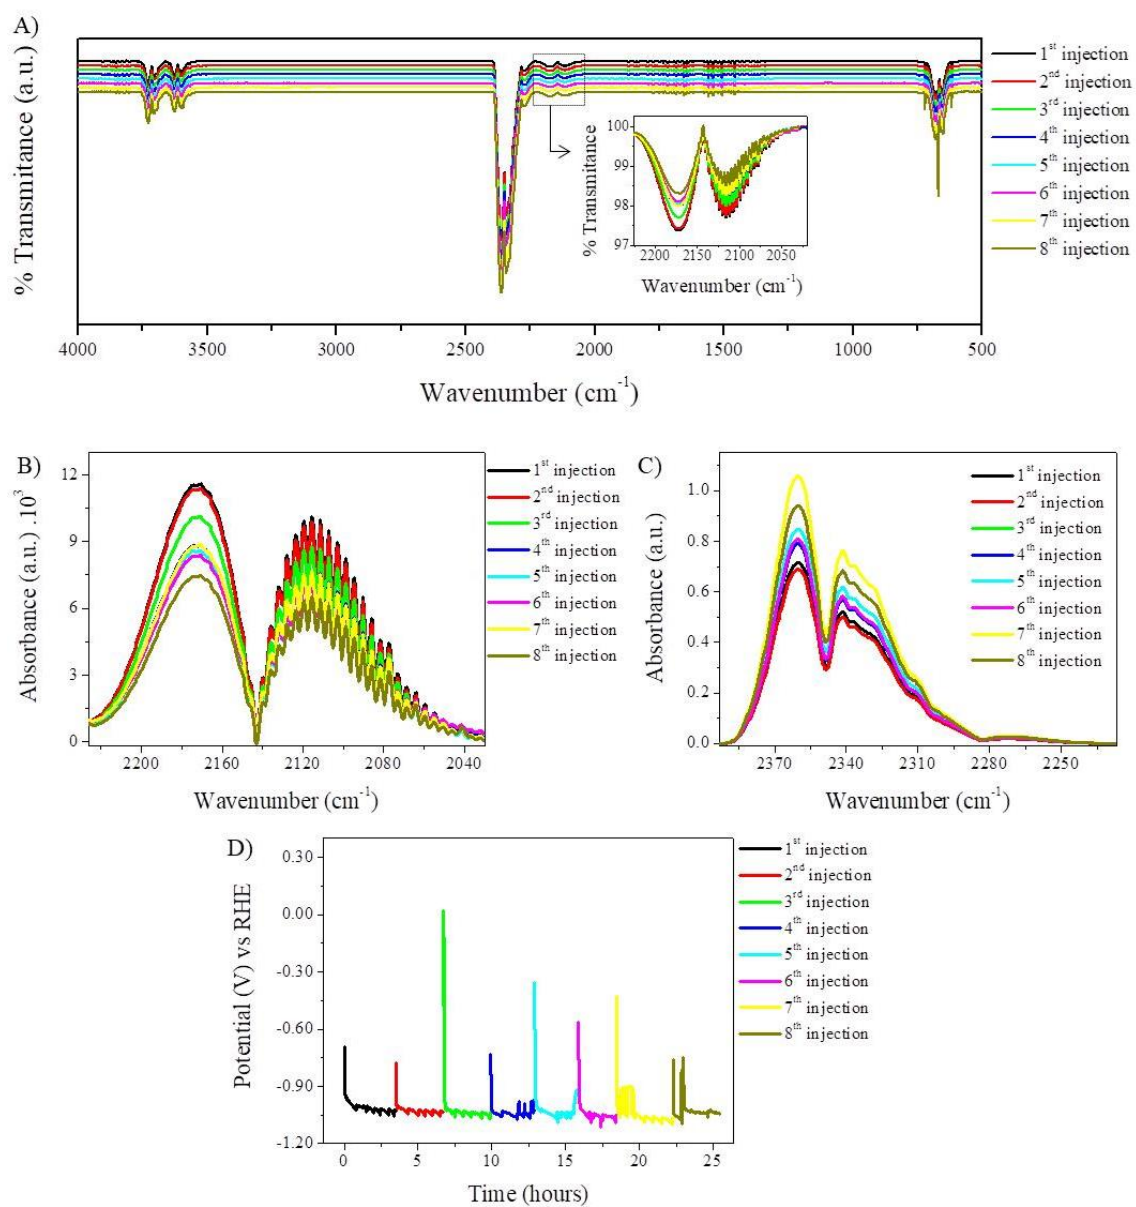 A)
% Transmitance (a.u.)
1st injection
2nd injection
3rd injection
4th injection
5th injection
6th injection
7th injection
8th injection
% Transmitance
100
99
98
97
2200 2150 2100 2050
Wavenumber (cm-1)
4000 3500 3000 2500 2000 1500 1000 500
Wavenumber (cm-1)
B)
Absorbance (a.u.) .103
12
9
6
3
0
2200 2160 2120 2080 2040
Wavenumber (cm-1)
1st injection
2nd injection
3rd injection
4th injection
5th injection
6th injection
7th injection
8th injection
C)
Absorbance (a.u.)
1.0
0.8
0.6
0.4
0.2
0.0
2370 2340 2310 2280 2250
Wavenumber (cm-1)
1st injection
2nd injection
3rd injection
4th injection
5th injection
6th injection
7th injection
8th injection
D)
Potential (V) vs RHE
0.30
0.00
-0.30
-0.60
-0.90
-1.20
0 5 10 15 20 25
Time (hours)
1st injection
2nd injection
3rd injection
4th injection
5th injection
6th injection
7th injection
8th injection